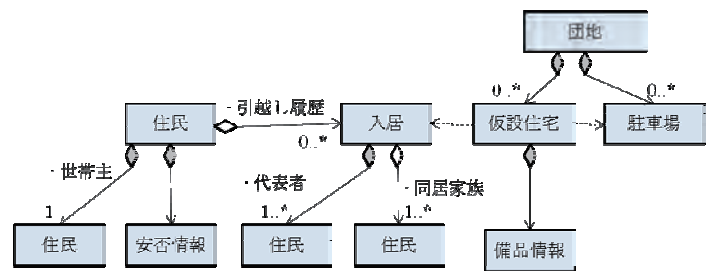 団地
0..*
0..*
住民
- 引越し履歴
0..*
入居
仮設住宅
駐車場
- 世帯主
1
- 代表者
1..*
- 同居家族
1..*
住民
安否情報
住民
住民
備品情報